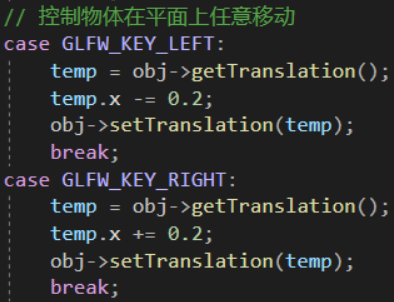 // 控制物体在平面上任意移动
case GLFW_KEY_LEFT:
    temp = obj->getTranslation();
    temp.x -= 0.2;
    obj->setTranslation(temp);
    break;
case GLFW_KEY_RIGHT:
    temp = obj->getTranslation();
    temp.x += 0.2;
    obj->setTranslation(temp);
    break;